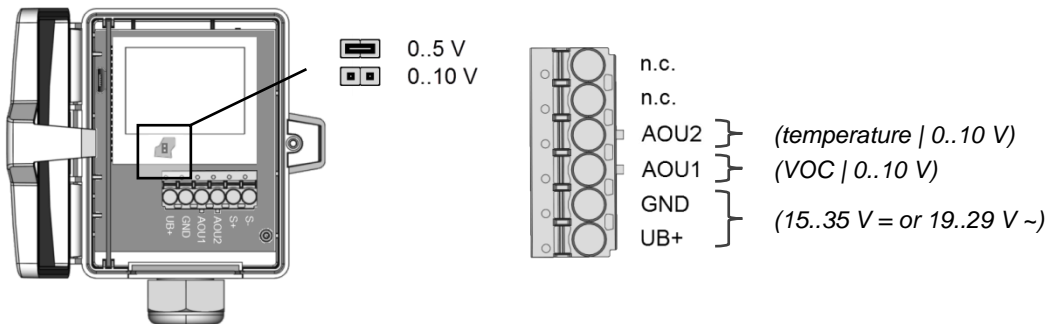 0..5 V
0..10 V
UB+
GND
AOU1
AOU2
S+
S-
n.c.
n.c.
AOU2 (temperature | 0..10 V)
AOU1 (VOC | 0..10 V)
GND
UB+
(15..35 V = or 19..29 V ~)